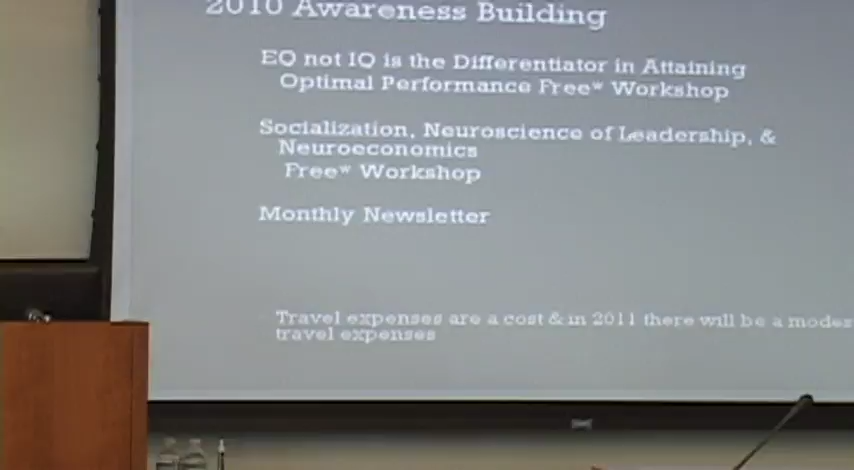 2010 Awareness Building
EQ not IQ is the Differentiator in Attaining
Optimal Performance Free* Workshop
Socialization, Neuroscience of Leadership, &
Neuroeconomics
Free* Workshop
Monthly Newsletter
Travel expenses are a cost & in 2011 there will be a modes
travel expenses